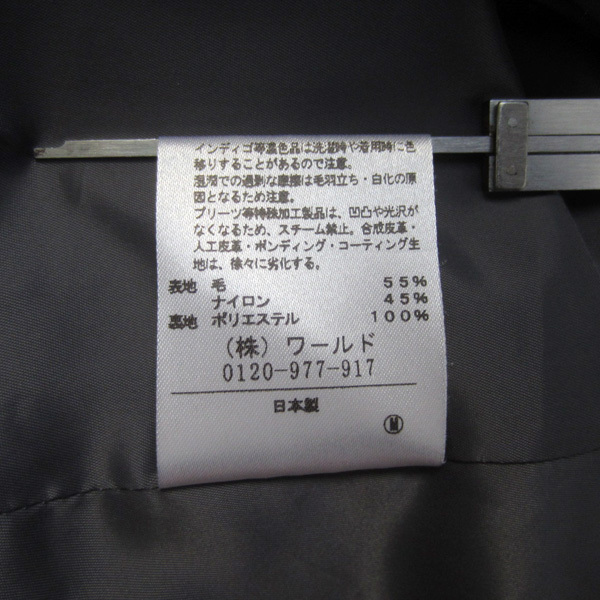 インディゴ等濃色品は洗濯時や着用時に色
移りすることがあるので注意。
湿潤での過剰な摩擦は毛羽立ち・白化の原
因となるため注意。
プリーツ等特殊加工製品は、凹凸や光沢が
なくなるため、スチーム禁止。合成皮革・
人工皮革・ボンディング・コーティング生
地は、徐々に劣化する。
表地 毛 55%
ナイロン 45%
裏地 ポリエステル 100%
(株) ワールド
0120-977-917
日本製
Ⓜ